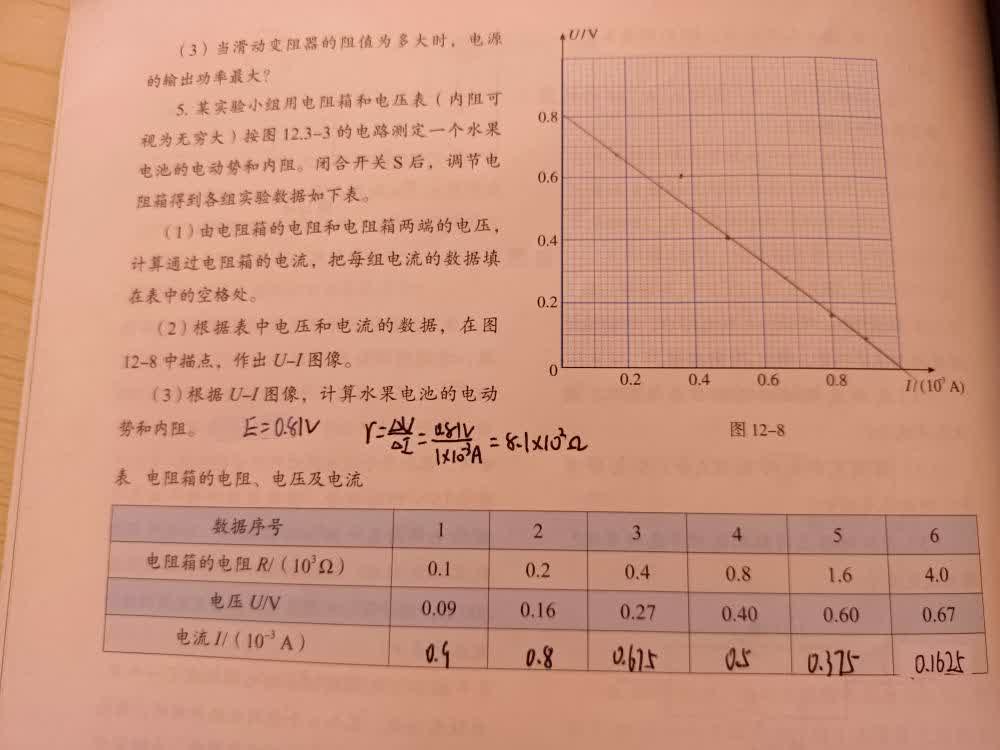 （3）当滑动变阻器的阻值为多大时，电源
的输出功率最大？
5. 某实验小组用电阻箱和电压表（内阻可
视为无穷大）按图 12.3-3 的电路测定一个水果
电池的电动势和内阻。闭合开关 S 后，调节电
阻箱得到各组实验数据如下表。
（1）由电阻箱的电阻和电阻箱两端的电压，
计算通过电阻箱的电流，把每组电流的数据填
在表中的空格处。
（2）根据表中电压和电流的数据，在图
12-8 中描点，作出 U-I 图像。
（3）根据 U-I 图像，计算水果电池的电动
势和内阻。 E=0.81V r=ΔU/ΔI=0.81V/1×10⁻³A=8.1×10²Ω
U/V
0.8
0.6
0.4
0.2
0 0.2 0.4 0.6 0.8 I/(10⁻³ A)
图 12-8
表 电阻箱的电阻、电压及电流
数据序号 1 2 3 4 5 6
电阻箱的电阻 R/（10³Ω） 0.1 0.2 0.4 0.8 1.6 4.0
电压 U/V 0.09 0.16 0.27 0.40 0.60 0.67
电流 I/（10⁻³ A） 0.9 0.8 0.675 0.5 0.375 0.1625